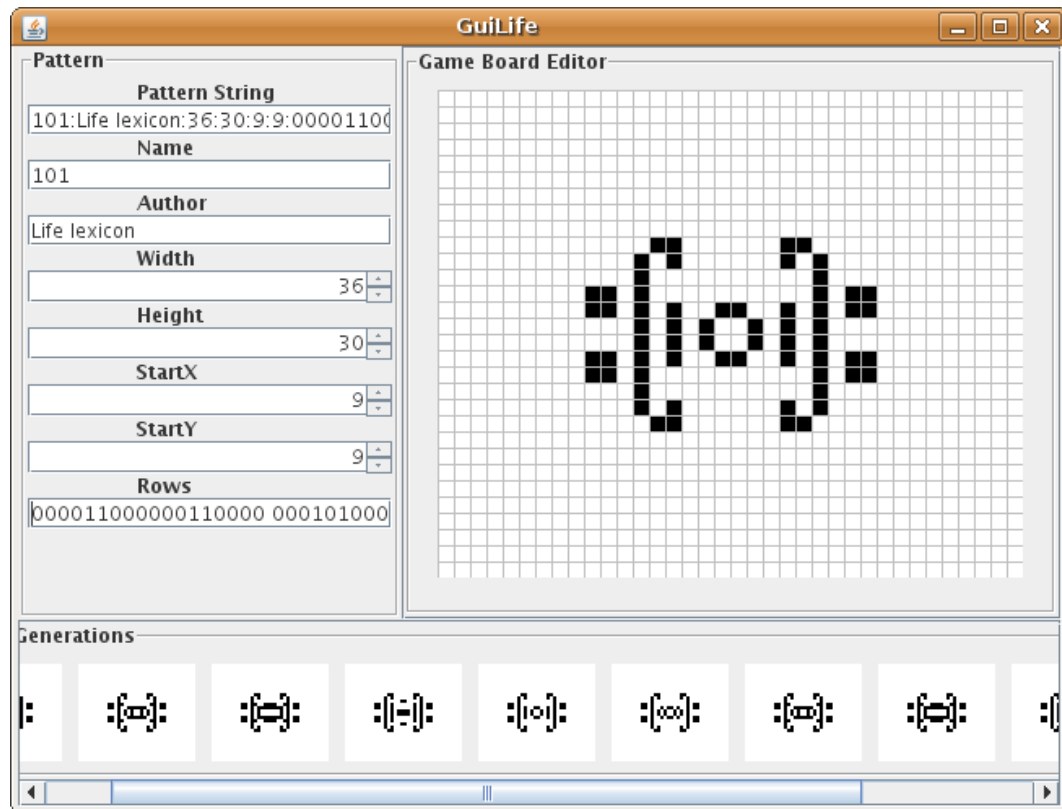 GuiLife
Pattern
Pattern String
101:Life lexicon:36:30:9:9:00001100
Name
101
Author
Life lexicon
Width
36
Height
30
StartX
9
StartY
9
Rows
000011000000110000 000101000
Game Board Editor
Generations